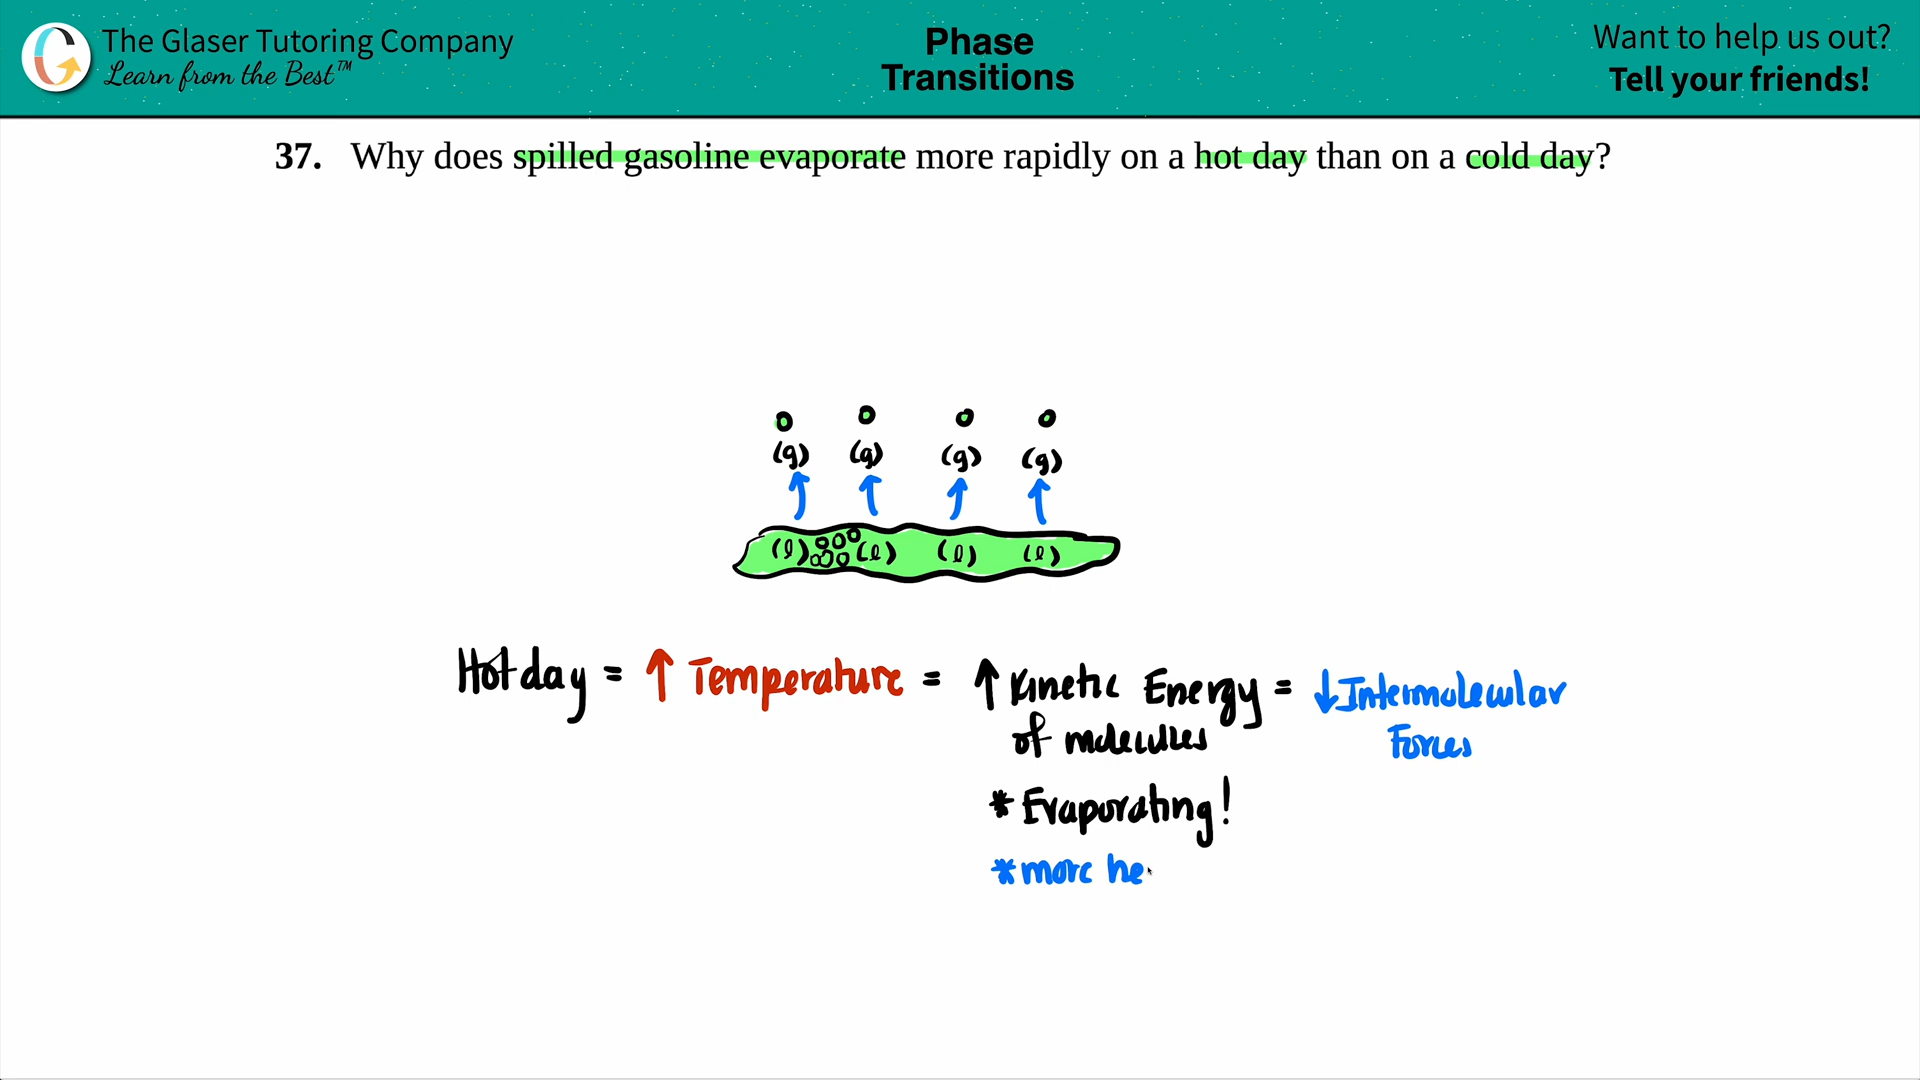 The Glaser Tutoring Company
Learn from the Best™
Phase
Transitions
Want to help us out?
Tell your friends!
37. Why does spilled gasoline evaporate more rapidly on a hot day than on a cold day?
(g) (g) (g) (g)
(l) (l) (l) (l)
Hot day = ↑ Temperature = ↑ Kinetic Energy = ↓ Intermolecular
of molecules Forces
* Evaporating!
* more he